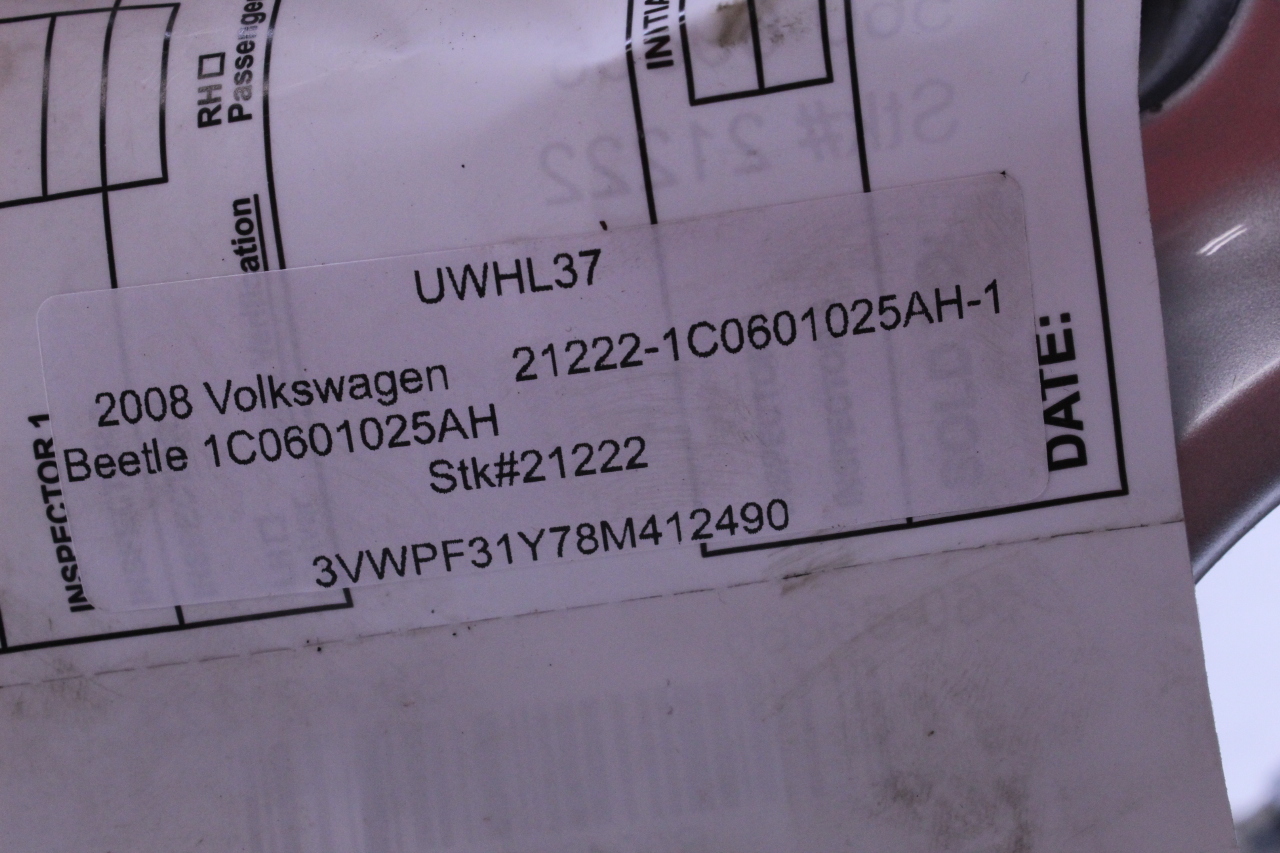 RH
Passenger
ation
INITIA
UWHL37
2008 Volkswagen 21222-1C0601025AH-1
Beetle 1C0601025AH
Stk#21222
3VWPF31Y78M412490
INSPECTOR 1
DATE:
Stk# 21222